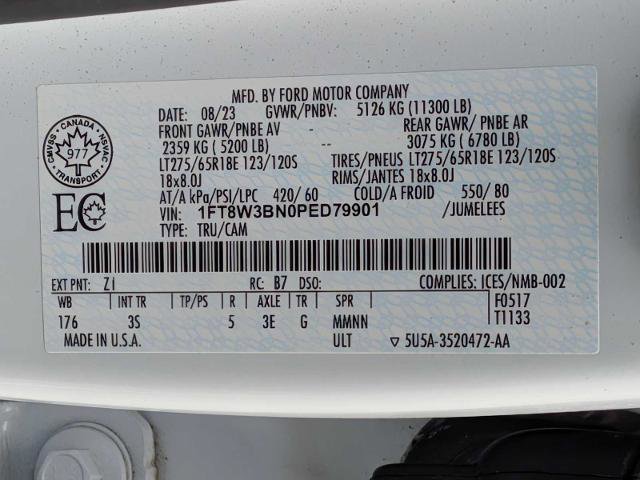 MFD. BY FORD MOTOR COMPANY
DATE: 08/23 GVWR/PNBV: 5126 KG (11300 LB)
FRONT GAWR/PNBE AV REAR GAWR/ PNBE AR
2359 KG ( 5200 LB) -- -- 3075 KG ( 6780 LB)
LT275/65R18E 123/120S TIRES/PNEUS LT275/65R18E 123/120S
18x8.0J RIMS/JANTES 18x8.0J
AT/A kPa/PSI/LPC 420/ 60 COLD/A FROID 550/ 80
VIN: 1FT8W3BN0PED79901 /JUMELEES
TYPE: TRU/CAM
CANADA
CMVSS NSVAC
977
EC
EXT PNT: Z1 RC: B7 DSO: COMPLIES: ICES/NMB-002
WB INT TR TP/PS R AXLE TR SPR F0517
176 3S 5 3E G MMNN T1133
MADE IN U.S.A. ULT 5U5A-3520472-AA